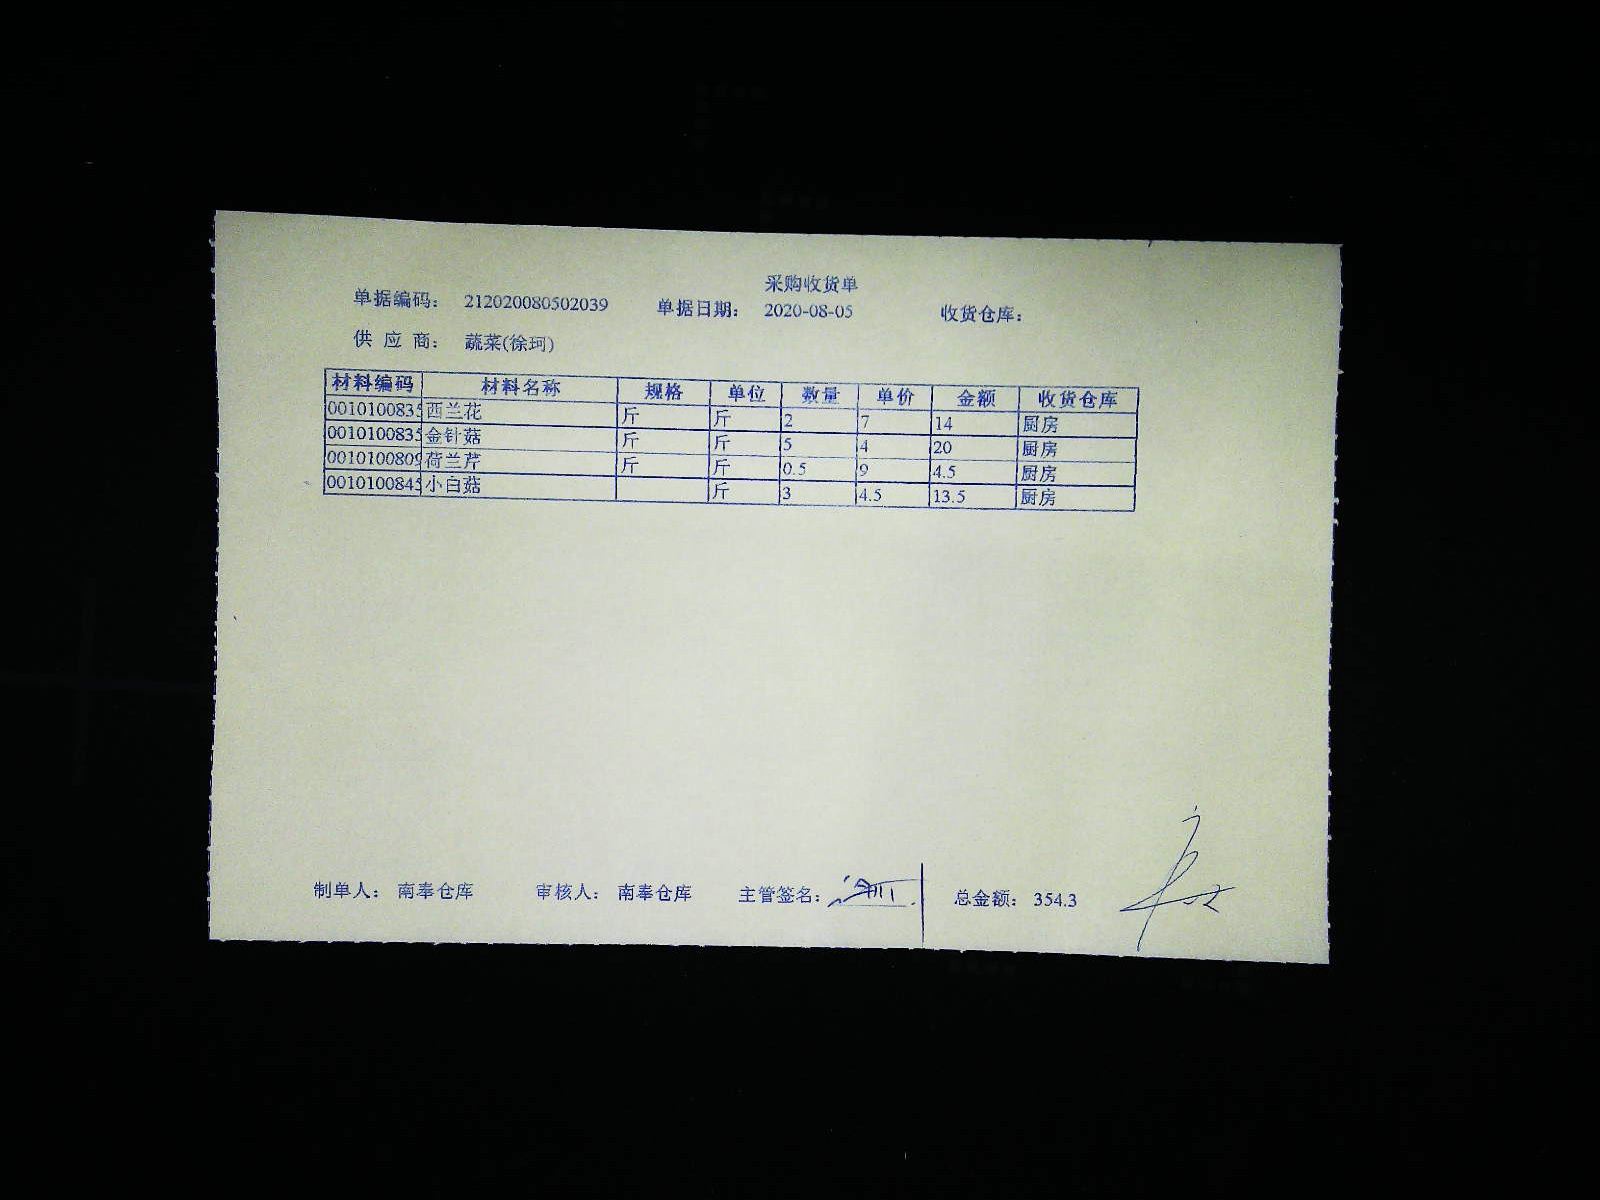 采购收货单
单据编码： 212020080502039 单据日期： 2020-08-05 收货仓库：
供 应 商： 蔬菜(徐珂)
材料编码 材料名称 规格 单位 数量 单价 金额 收货仓库
0010100835 西兰花 斤 斤 2 7 14 厨房
0010100835 金针菇 斤 斤 5 4 20 厨房
001010080 荷兰芹 斤 斤 0.5 9 4.5 厨房
001010084 小白菇 斤 3 4.5 13.5 厨房
制单人： 南奉仓库 审核人： 南奉仓库 主管签名： 总金额： 354.3